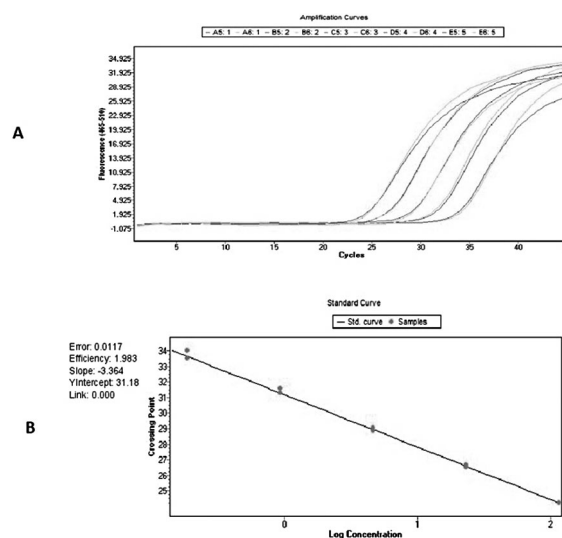 Amplification Curves
A5: 1 A6: 1 B5: 2 B6: 2 C5: 3 C6: 3 D5: 4 D6: 4 E5: 5 E6: 5
A
Fluorescence (465-510)
34.925
31.925
28.925
25.925
22.925
19.925
16.925
13.925
10.925
7.925
4.925
1.925
-1.075
5 10 15 20 25 30 35 40
Cycles
Standard Curve
Std. curve Samples
Error: 0.0117
Efficiency: 1.983
Slope: -3.364
YIntercept: 31.18
Link: 0.000
B
Crossing Point
34
33
32
31
30
29
28
27
26
25
0 1 2
Log Concentration